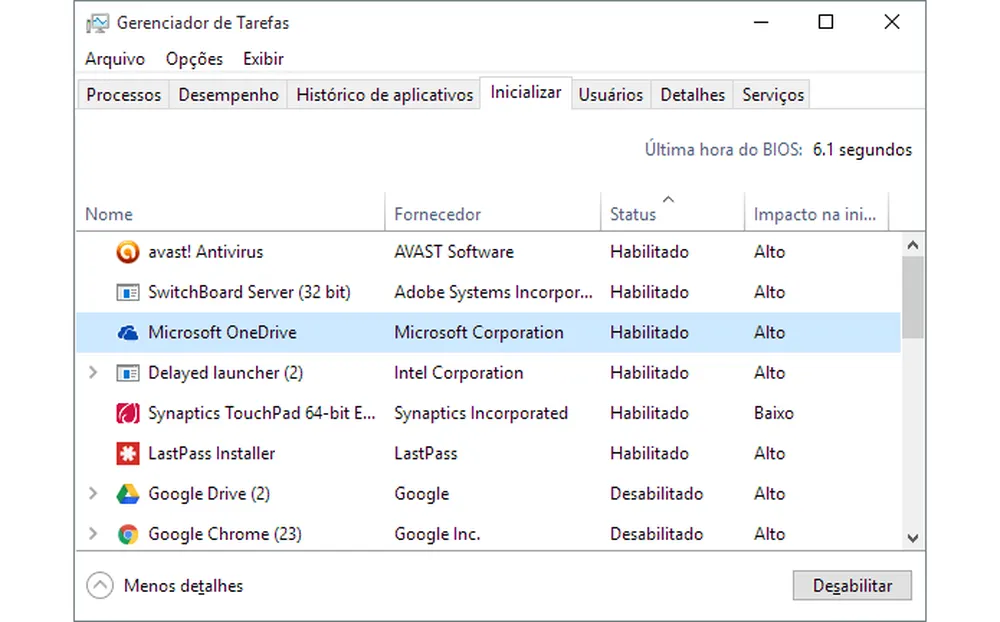 Gerenciador de Tarefas
Arquivo Opções Exibir
Processos Desempenho Histórico de aplicativos Inicializar Usuários Detalhes Serviços
Última hora do BIOS: 6.1 segundos
Nome Fornecedor Status Impacto na ini...
avast! Antivirus AVAST Software Habilitado Alto
SwitchBoard Server (32 bit) Adobe Systems Incorpor... Habilitado Alto
Microsoft OneDrive Microsoft Corporation Habilitado Alto
Delayed launcher (2) Intel Corporation Habilitado Alto
Synaptics TouchPad 64-bit E... Synaptics Incorporated Habilitado Baixo
LastPass Installer LastPass Habilitado Alto
Google Drive (2) Google Desabilitado Alto
Google Chrome (23) Google Inc. Desabilitado Alto
Menos detalhes Desabilitar